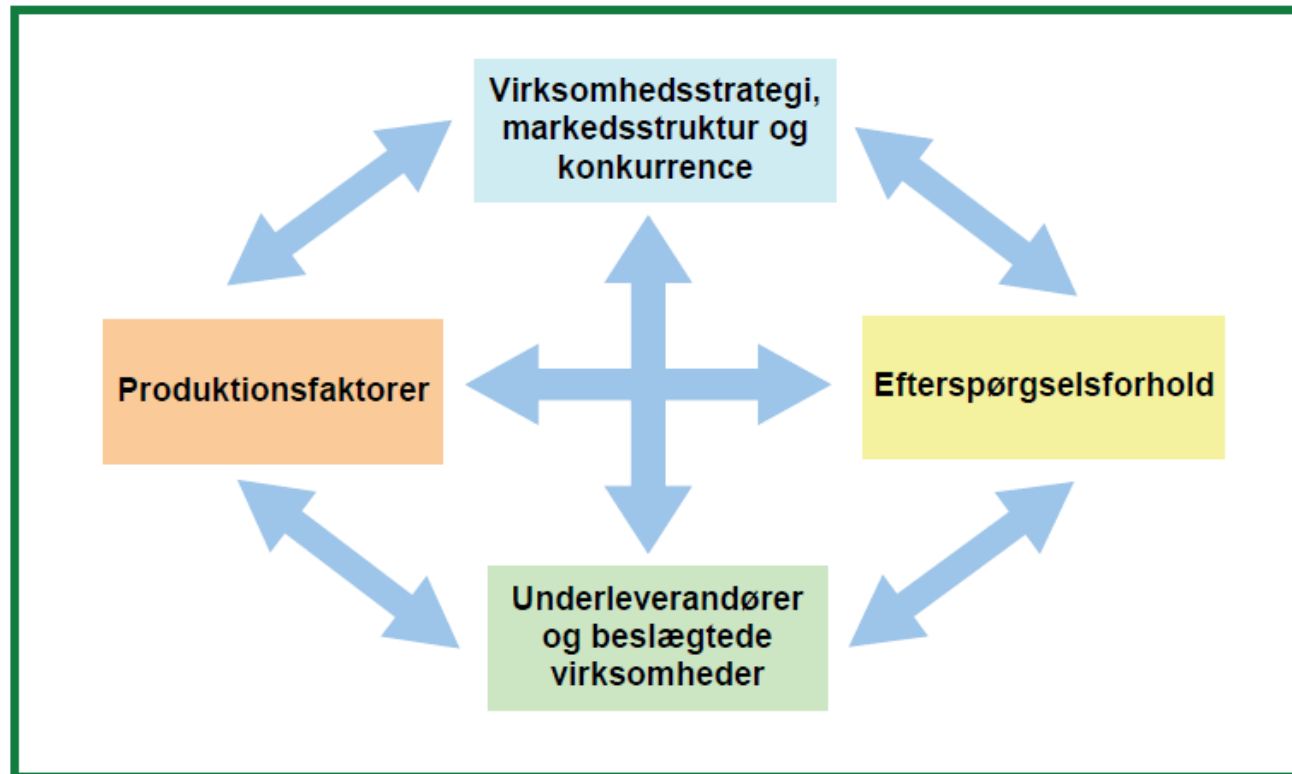 Virksomhedsstrategi,
markedsstruktur og
konkurrence
Produktionsfaktorer
Efterspørgselsforhold
Underleverandører
og beslægtede
virksomheder